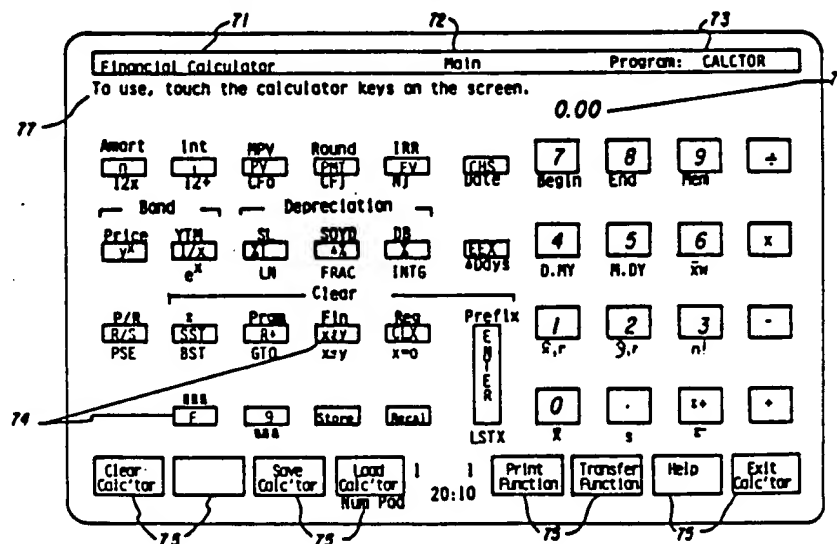 71 72 73
Financial Calculator Main Program: CALCTOR
77 To use, touch the calculator keys on the screen.
0.00
Amort Int MPV Round IRR
n i PV PMT FV CHS 7 8 9 ÷
12x 12÷ CFo CFj Nj Date Begin End Mem
Bond Depreciation
Price YTM SL SOYD DB
y^x 1/x EEX 4 5 6 x
e^x LN FRAC INTG ΔDays D.MY M.DY x̄w
Clear
P/R Σ Prgm Fin Reg Prefix
R/S SST R↓ x≷y CLX ENTER 1 2 3 -
PSE BST GTO x≤y x=o x̂,r ŷ,r n!
74 F g Store Recal 0 . Σ+ +
LSTX x̄ s Σ-
Clear Calc'tor Save Calc'tor Load Calc'tor 1 1 Print Function Transfer Function Help Exit Calc'tor
Num Pad 20:10
75 75 75 75